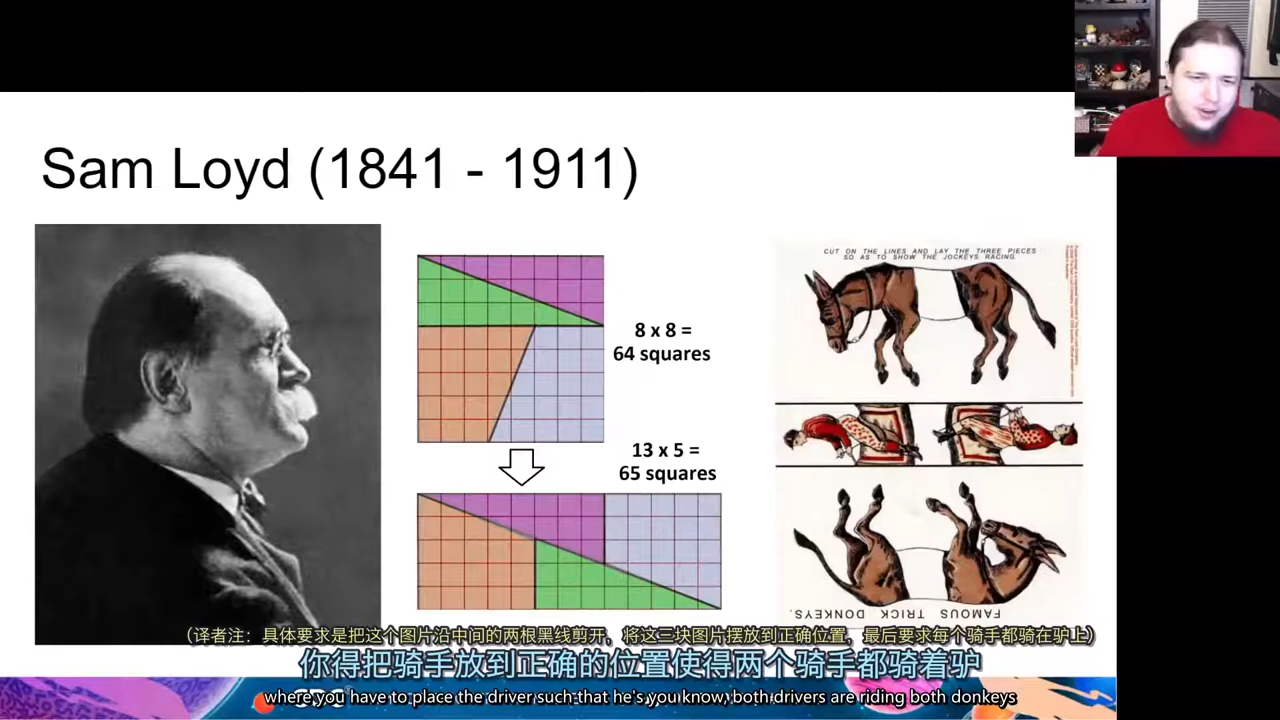 Sam Loyd (1841 - 1911)
8 x 8 =
64 squares
13 x 5 =
65 squares
CUT ON THE LINES AND LAY THE THREE PIECES
SO AS TO SHOW THE JOCKEYS RACING.
FAMOUS TRICK DONKEYS.
（译者注：具体要求是把这个图片沿中间的两根黑线剪开，将这三块图片摆放到正确位置，最后要求每个骑手都骑在驴上）
你得把骑手放到正确的位置使得两个骑手都骑着驴
where you have to place the driver such that he's you know, both drivers are riding both donkeys